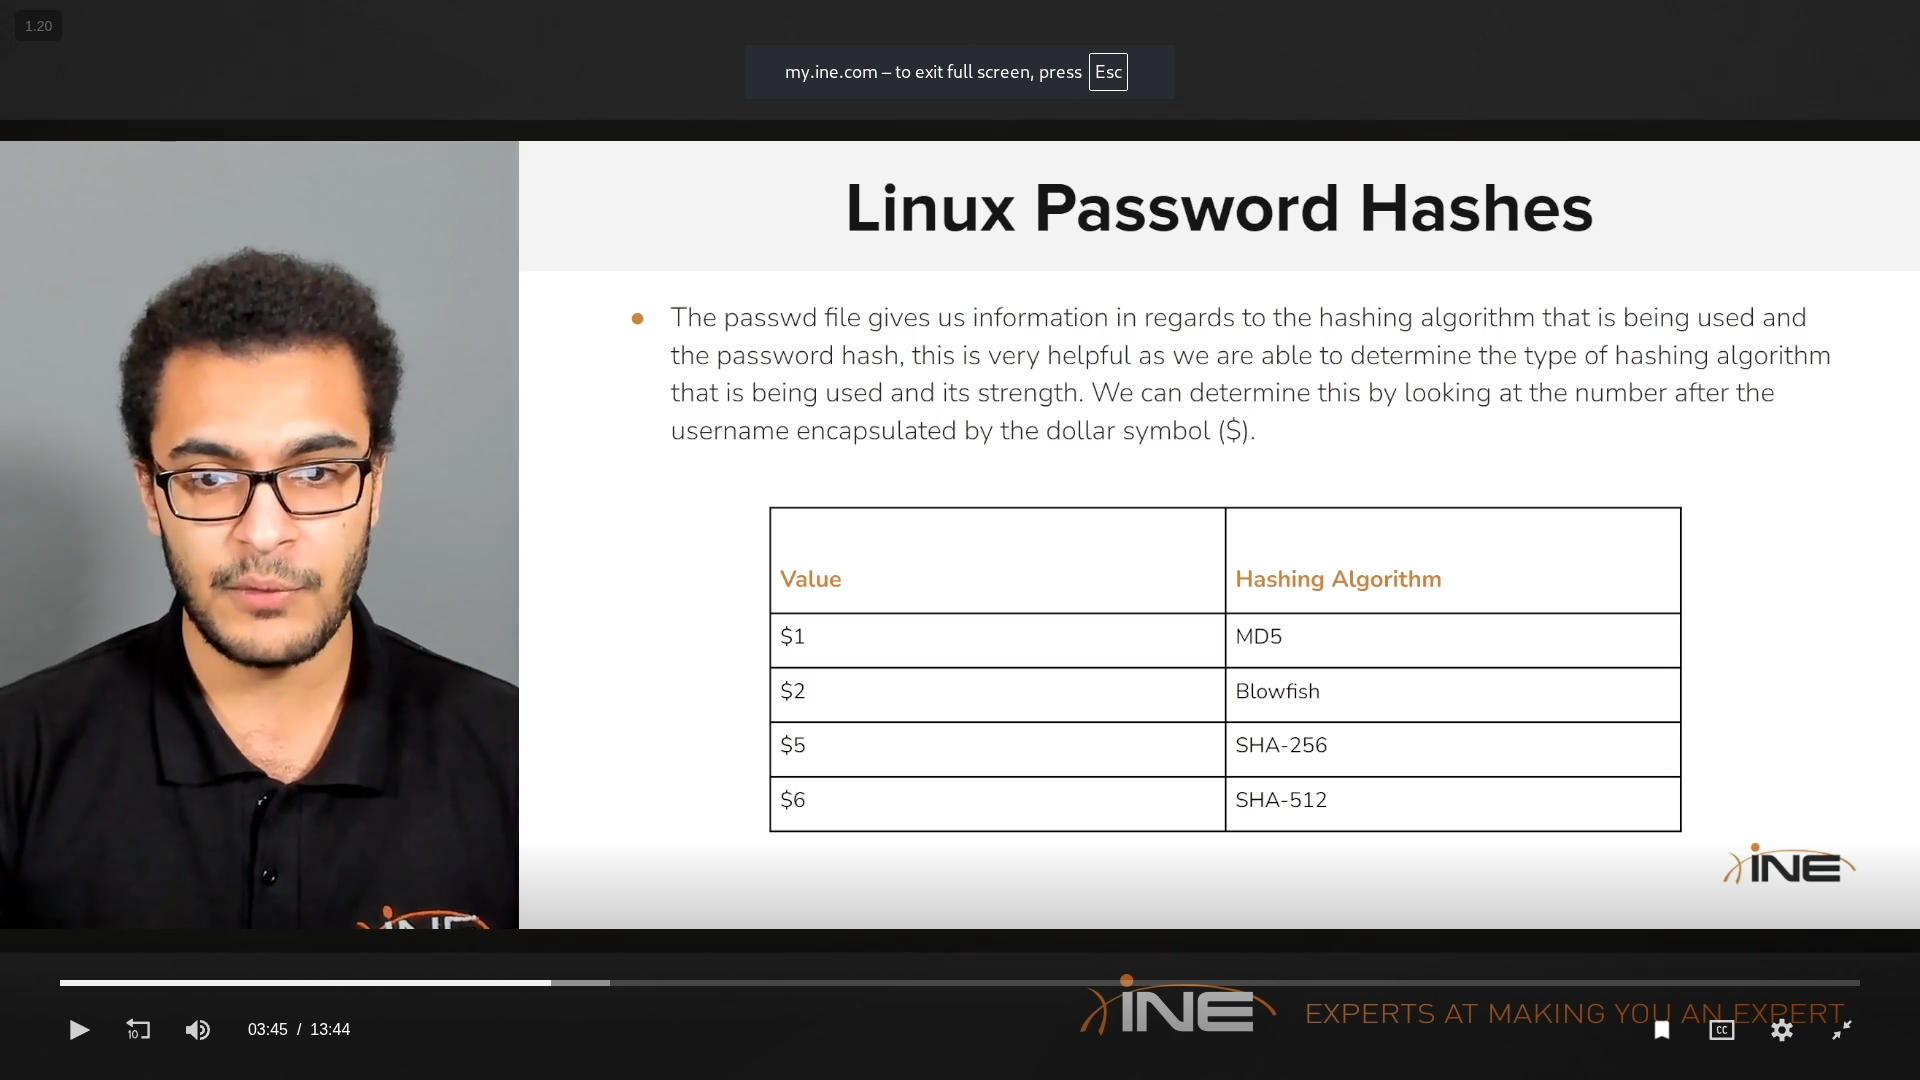 1.20
my.ine.com – to exit full screen, press Esc
Linux Password Hashes
The passwd file gives us information in regards to the hashing algorithm that is being used and
the password hash, this is very helpful as we are able to determine the type of hashing algorithm
that is being used and its strength. We can determine this by looking at the number after the
username encapsulated by the dollar symbol ($).
Value Hashing Algorithm
$1 MD5
$2 Blowfish
$5 SHA-256
$6 SHA-512
INE
INE
INE EXPERTS AT MAKING YOU AN EXPERT
10 03:45 / 13:44 CC